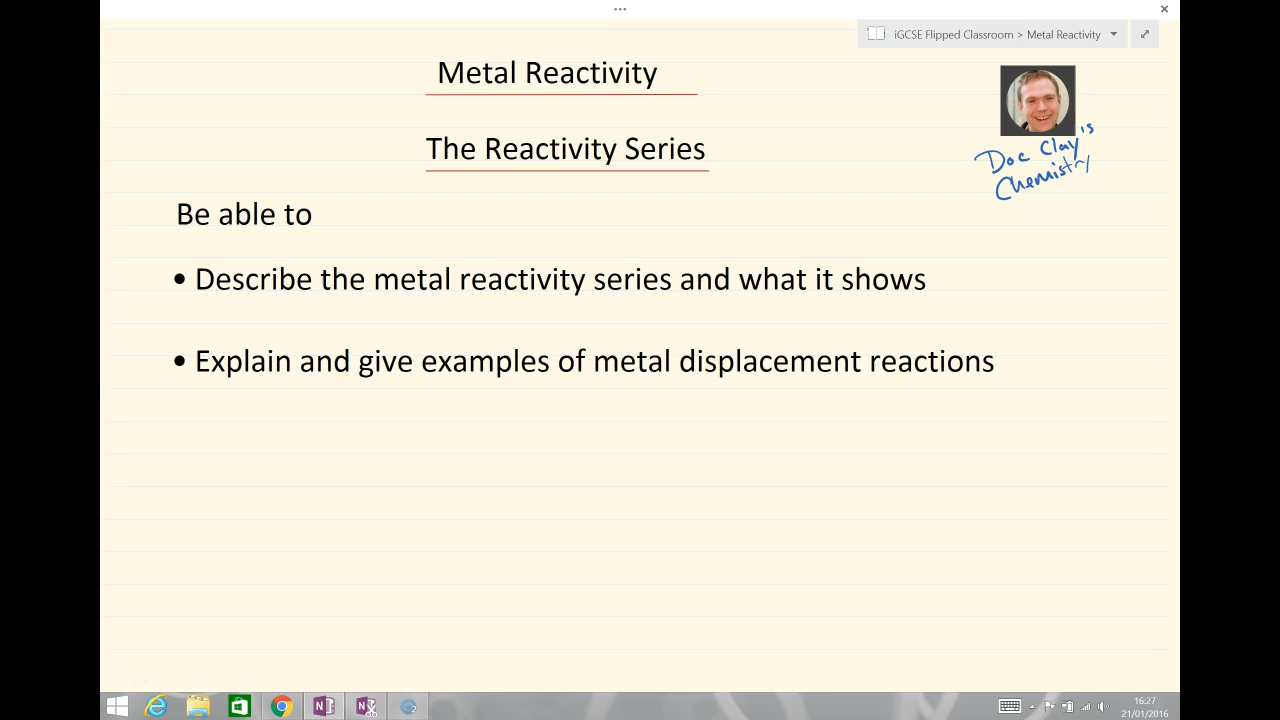 iGCSE Flipped Classroom > Metal Reactivity
Metal Reactivity
Doc Clay's
Chemistry
The Reactivity Series
Be able to
• Describe the metal reactivity series and what it shows
• Explain and give examples of metal displacement reactions
16:27
21/01/2016